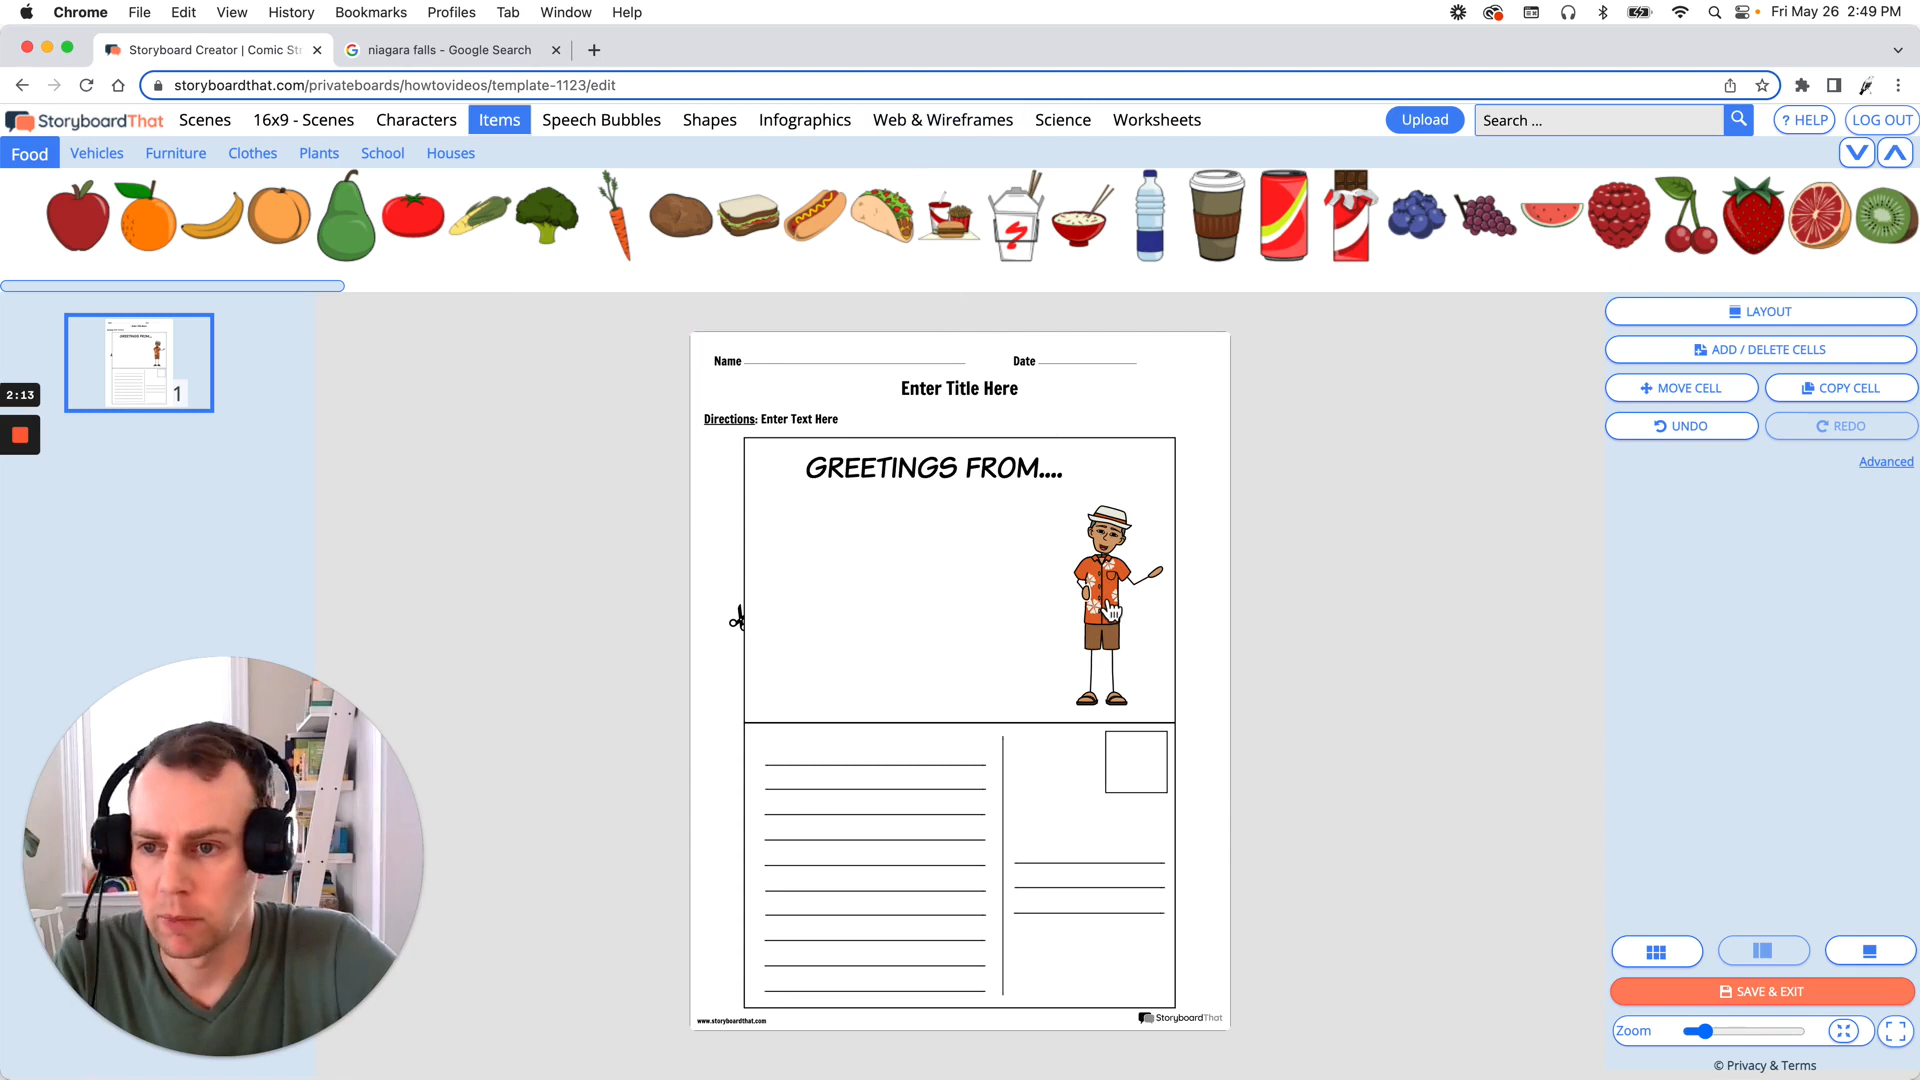 Chrome File Edit View History Bookmarks Profiles Tab Window Help Fri May 26 2:49 PM
Storyboard Creator | Comic St niagara falls - Google Search
storyboardthat.com/privateboards/howtovideos/template-1123/edit
StoryboardThat Scenes 16x9 - Scenes Characters Items Speech Bubbles Shapes Infographics Web & Wireframes Science Worksheets Upload Search ... ? HELP LOG OUT
Food Vehicles Furniture Clothes Plants School Houses
LAYOUT
ADD / DELETE CELLS
MOVE CELL COPY CELL
UNDO REDO
Advanced
2:13
1
Name Date
Enter Title Here
Directions: Enter Text Here
GREETINGS FROM....
www.storyboardthat.com StoryboardThat
SAVE & EXIT
Zoom
© Privacy & Terms